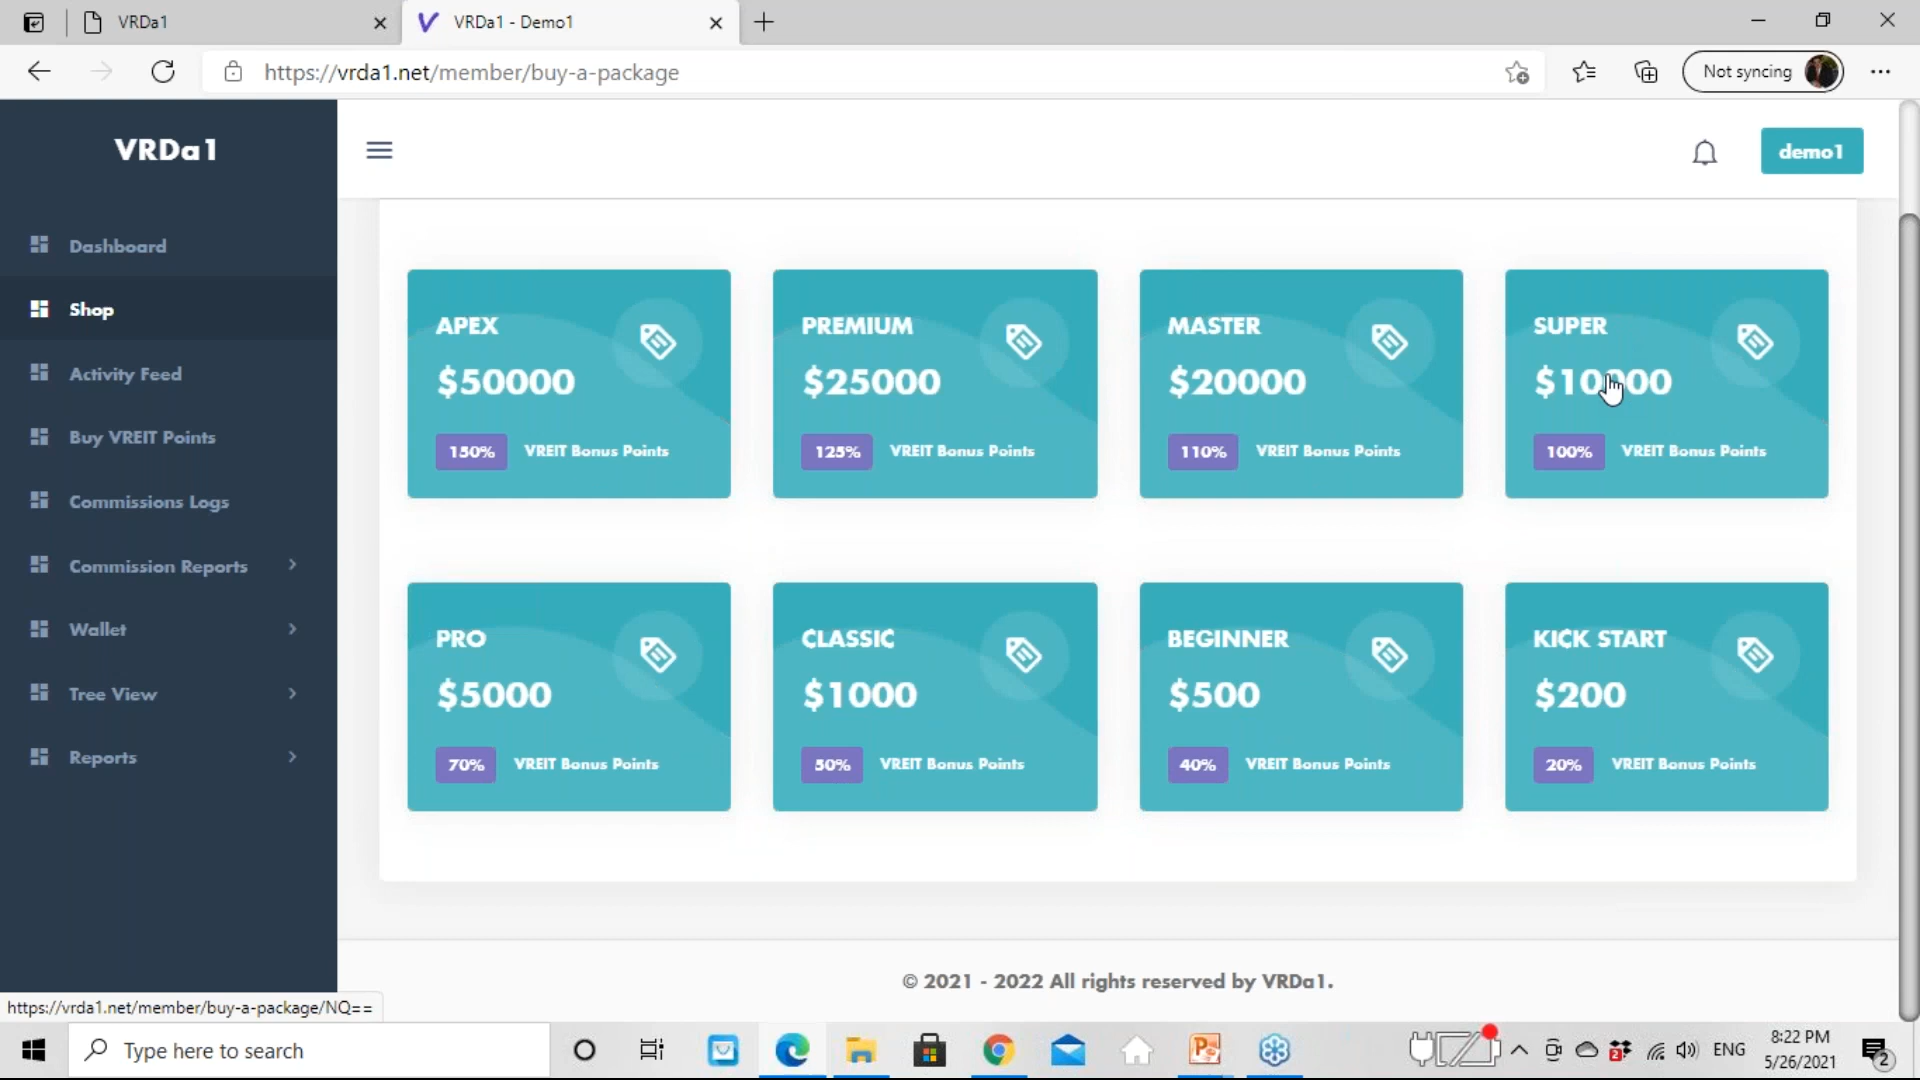 VRDa1
VRDa1 - Demo1
https://vrda1.net/member/buy-a-package
Not syncing
VRDa1
demo1
Dashboard
Shop
Activity Feed
Buy VREIT Points
Commissions Logs
Commission Reports
Wallet
Tree View
Reports
APEX
$50000
150% VREIT Bonus Points
PREMIUM
$25000
125% VREIT Bonus Points
MASTER
$20000
110% VREIT Bonus Points
SUPER
$10000
100% VREIT Bonus Points
PRO
$5000
70% VREIT Bonus Points
CLASSIC
$1000
50% VREIT Bonus Points
BEGINNER
$500
40% VREIT Bonus Points
KICK START
$200
20% VREIT Bonus Points
© 2021 - 2022 All rights reserved by VRDa1.
https://vrda1.net/member/buy-a-package/NQ==
Type here to search
2
ENG
8:22 PM
5/26/2021
2